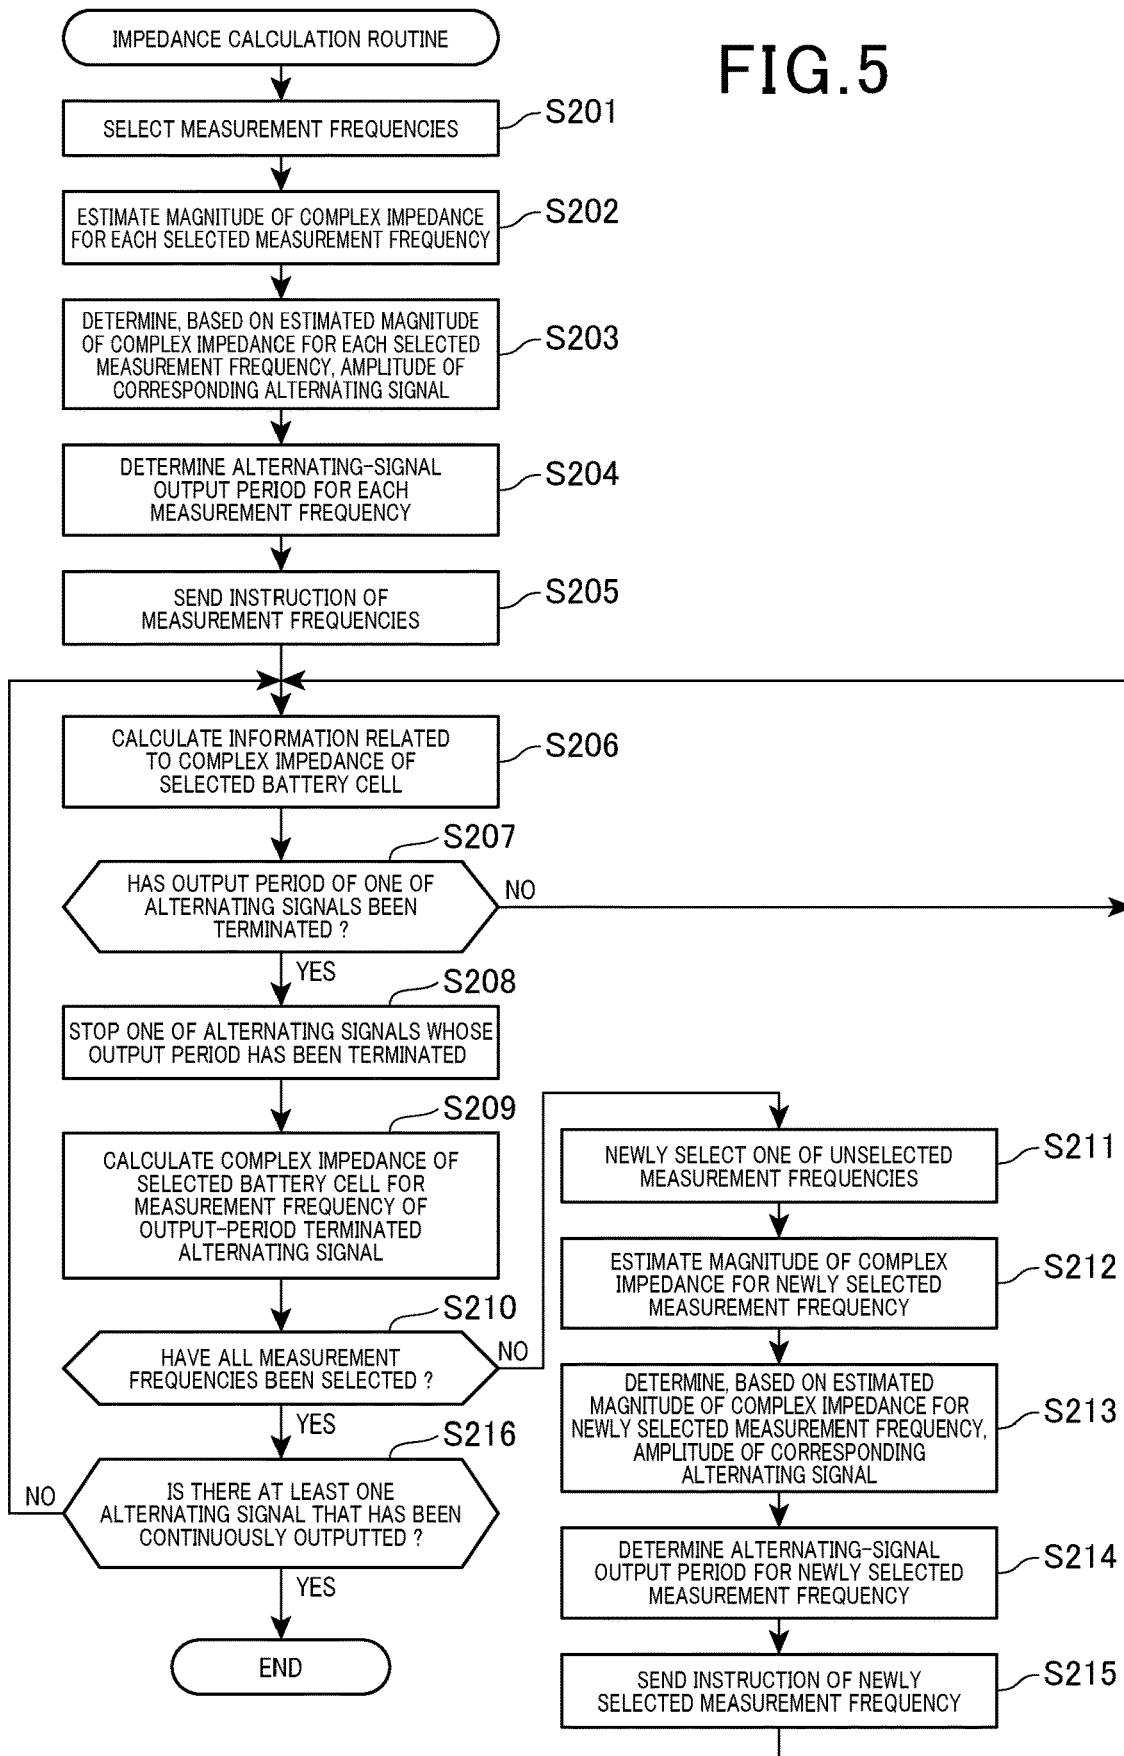 IMPEDANCE CALCULATION ROUTINE
FIG.5
SELECT MEASUREMENT FREQUENCIES
S201
ESTIMATE MAGNITUDE OF COMPLEX IMPEDANCE
FOR EACH SELECTED MEASUREMENT FREQUENCY
S202
DETERMINE, BASED ON ESTIMATED MAGNITUDE
OF COMPLEX IMPEDANCE FOR EACH SELECTED
MEASUREMENT FREQUENCY, AMPLITUDE OF
CORRESPONDING ALTERNATING SIGNAL
S203
DETERMINE ALTERNATING-SIGNAL
OUTPUT PERIOD FOR EACH
MEASUREMENT FREQUENCY
S204
SEND INSTRUCTION OF
MEASUREMENT FREQUENCIES
S205
CALCULATE INFORMATION RELATED
TO COMPLEX IMPEDANCE OF
SELECTED BATTERY CELL
S206
S207
HAS OUTPUT PERIOD OF ONE OF
ALTERNATING SIGNALS BEEN
TERMINATED ?
NO
YES
S208
STOP ONE OF ALTERNATING SIGNALS WHOSE
OUTPUT PERIOD HAS BEEN TERMINATED
S209
CALCULATE COMPLEX IMPEDANCE OF
SELECTED BATTERY CELL FOR
MEASUREMENT FREQUENCY OF
OUTPUT-PERIOD TERMINATED
ALTERNATING SIGNAL
S210
HAVE ALL MEASUREMENT
FREQUENCIES BEEN SELECTED ?
NO
YES
S216
IS THERE AT LEAST ONE
ALTERNATING SIGNAL THAT HAS BEEN
CONTINUOUSLY OUTPUTTED ?
NO
YES
END
NEWLY SELECT ONE OF UNSELECTED
MEASUREMENT FREQUENCIES
S211
ESTIMATE MAGNITUDE OF COMPLEX
IMPEDANCE FOR NEWLY SELECTED
MEASUREMENT FREQUENCY
S212
DETERMINE, BASED ON ESTIMATED
MAGNITUDE OF COMPLEX IMPEDANCE FOR
NEWLY SELECTED MEASUREMENT FREQUENCY,
AMPLITUDE OF CORRESPONDING
ALTERNATING SIGNAL
S213
DETERMINE ALTERNATING-SIGNAL
OUTPUT PERIOD FOR NEWLY SELECTED
MEASUREMENT FREQUENCY
S214
SEND INSTRUCTION OF NEWLY
SELECTED MEASUREMENT FREQUENCY
S215